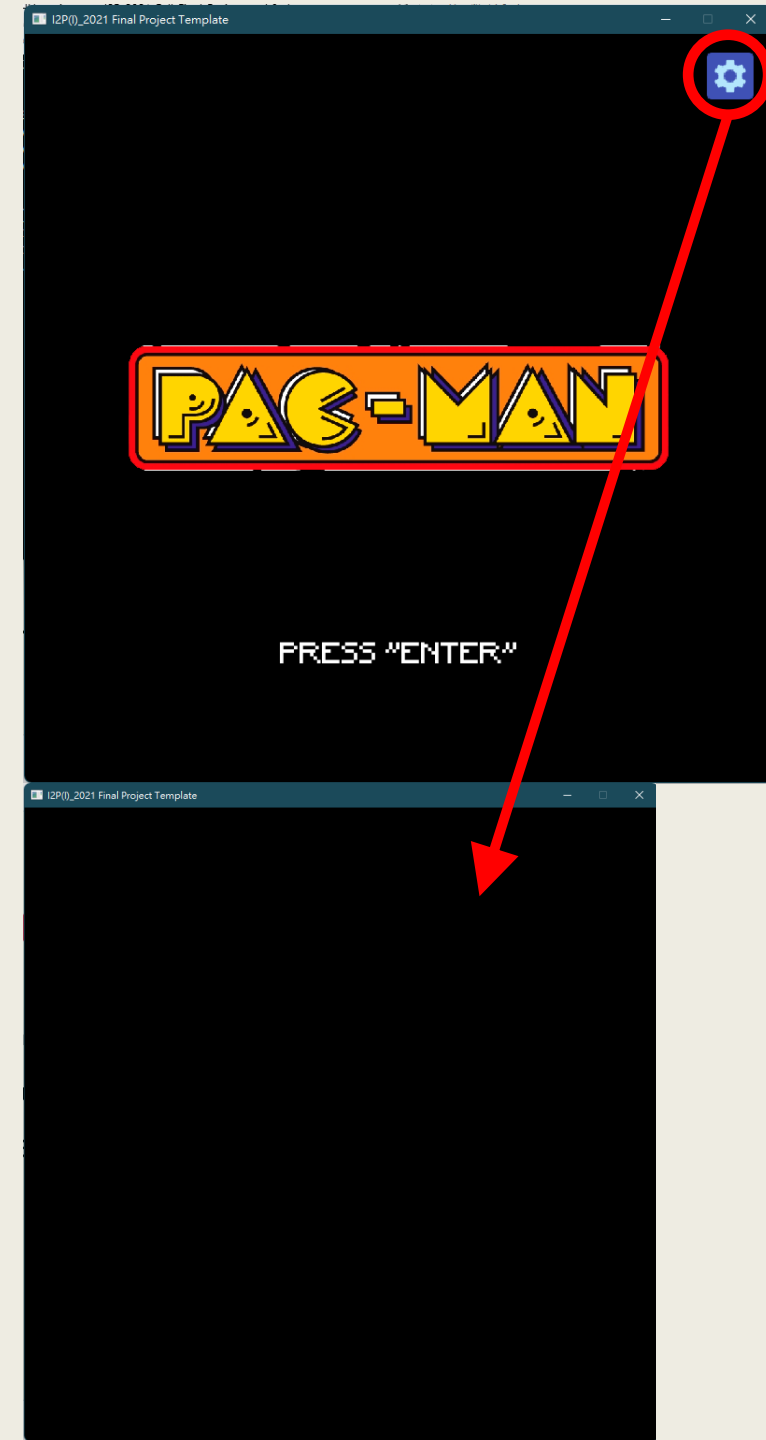 I2P(I)_2021 Final Project Template
PAC-MAN
PRESS "ENTER"
I2P(I)_2021 Final Project Template